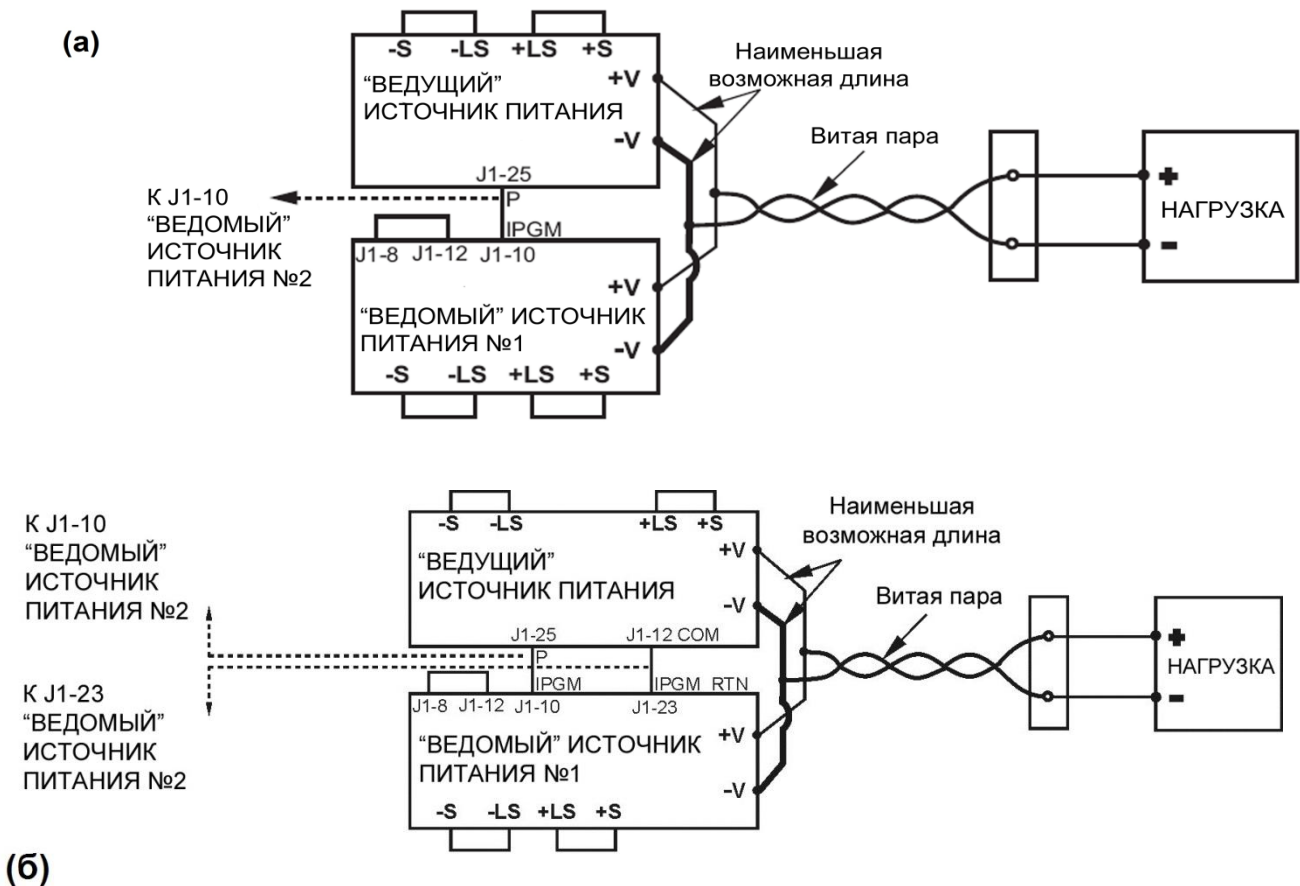 (а)
-S -LS +LS +S
“ВЕДУЩИЙ”
ИСТОЧНИК ПИТАНИЯ
+V
-V
J1-25
P
IPGM
К J1-10
“ВЕДОМЫЙ”
ИСТОЧНИК
ПИТАНИЯ №2
J1-8 J1-12 J1-10
“ВЕДОМЫЙ” ИСТОЧНИК
ПИТАНИЯ №1
+V
-V
-S -LS +LS +S
Наименьшая
возможная длина
Витая пара
+
НАГРУЗКА
-
К J1-10
“ВЕДОМЫЙ”
ИСТОЧНИК
ПИТАНИЯ №2
К J1-23
“ВЕДОМЫЙ”
ИСТОЧНИК
ПИТАНИЯ №2
-S -LS +LS +S
“ВЕДУЩИЙ”
ИСТОЧНИК ПИТАНИЯ
+V
-V
J1-25 J1-12 COM
P
IPGM IPGM RTN
J1-8 J1-12 J1-10 J1-23
“ВЕДОМЫЙ” ИСТОЧНИК
ПИТАНИЯ №1
+V
-V
-S -LS +LS +S
Наименьшая
возможная длина
Витая пара
+
НАГРУЗКА
-
(б)